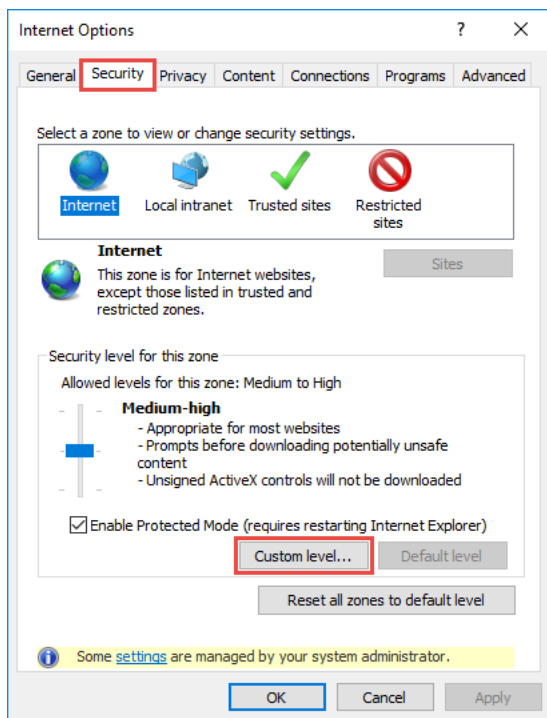 Internet Options ?
General Security Privacy Content Connections Programs Advanced
Select a zone to view or change security settings.
Internet Local intranet Trusted sites Restricted
sites
Internet
Sites
This zone is for Internet websites,
except those listed in trusted and
restricted zones.
Security level for this zone
Allowed levels for this zone: Medium to High
Medium-high
- Appropriate for most websites
- Prompts before downloading potentially unsafe
content
- Unsigned ActiveX controls will not be downloaded
Enable Protected Mode (requires restarting Internet Explorer)
Custom level... Default level
Reset all zones to default level
Some settings are managed by your system administrator.
OK Cancel Apply